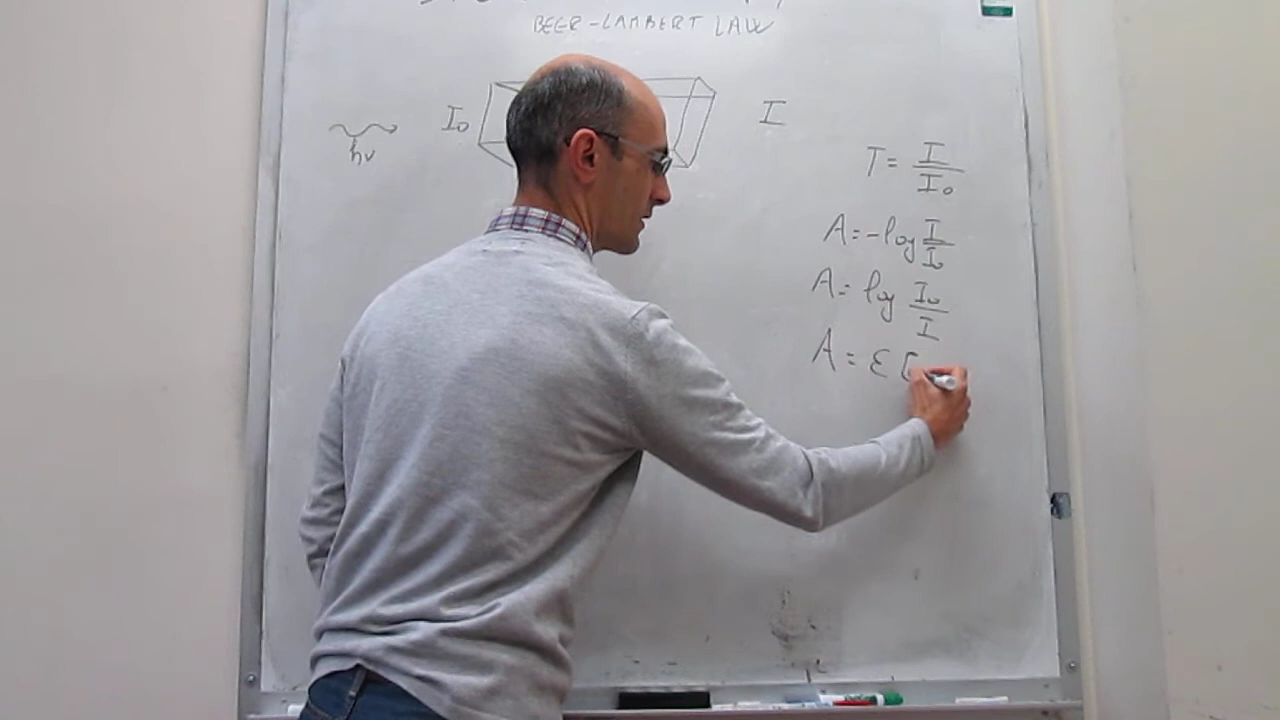 BEER-LAMBERT LAW
I₀ I
hν
T = I/I₀
A = -log I/I₀
A = log I₀/I
A = ε [